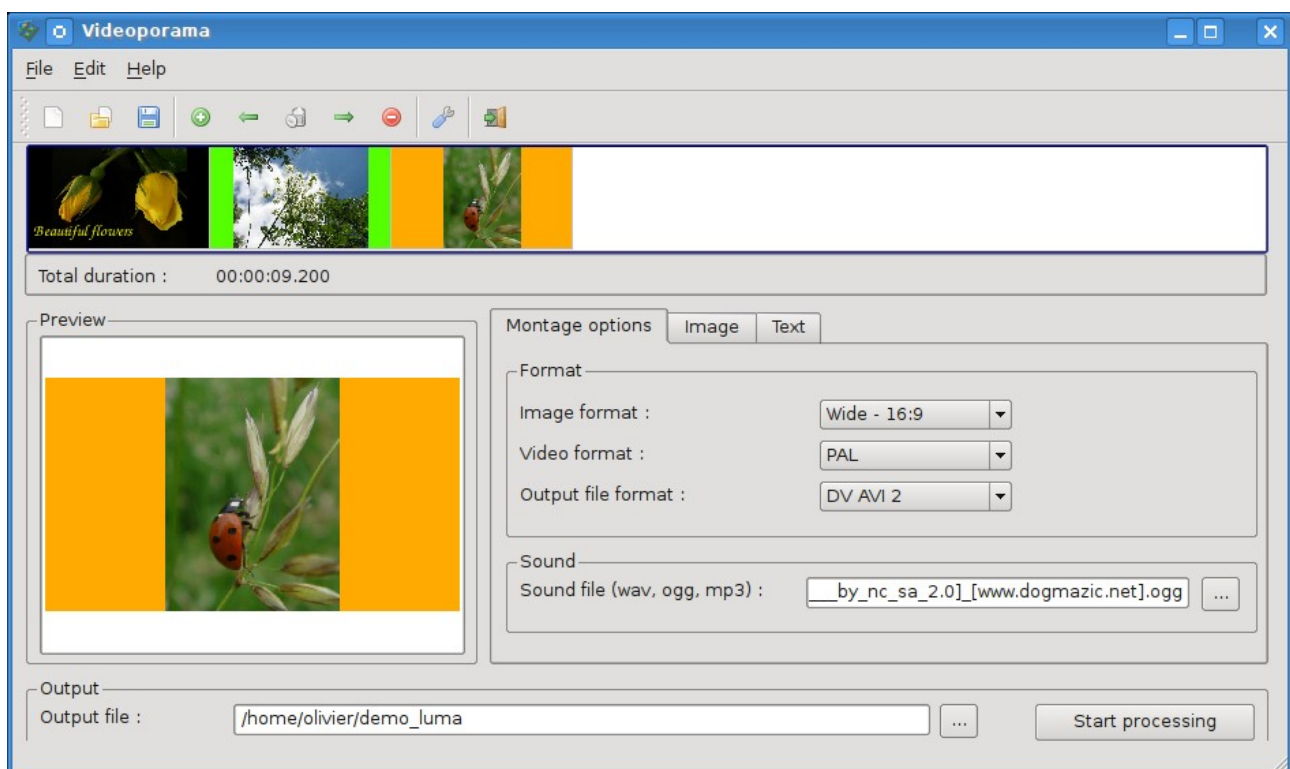 Videoporama
File Edit Help
Beautiful flowers
Total duration : 00:00:09.200
Preview
Montage options Image Text
Format
Image format : Wide - 16:9
Video format : PAL
Output file format : DV AVI 2
Sound
Sound file (wav, ogg, mp3) : ___by_nc_sa_2.0]_[www.dogmazic.net].ogg ...
Output
Output file : /home/olivier/demo_luma ... Start processing